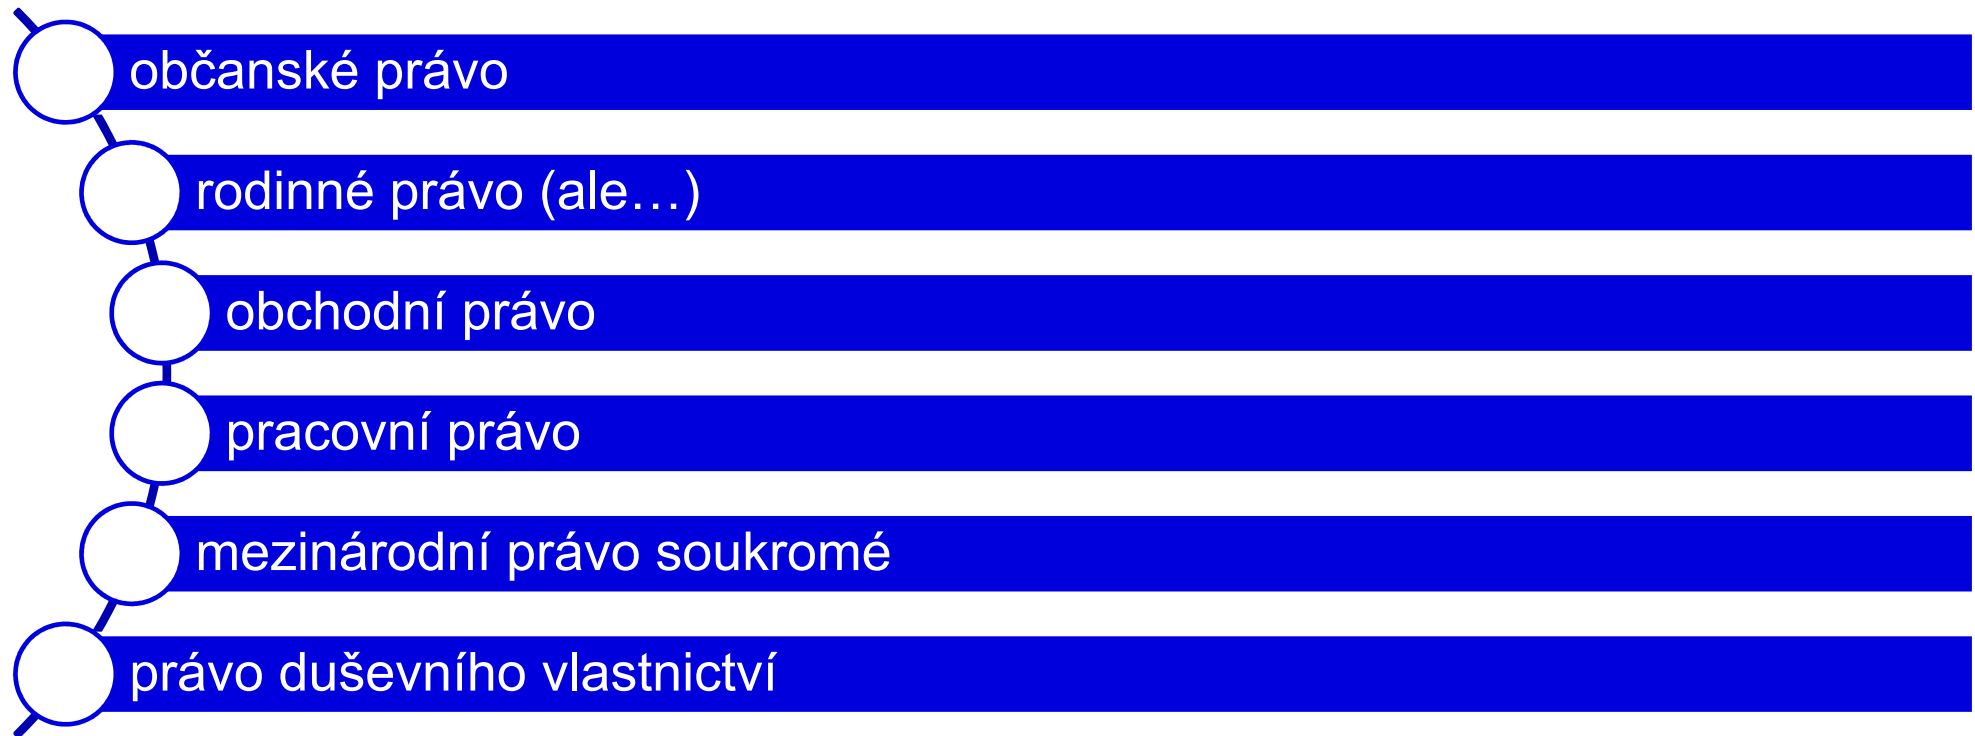 občanské právo
rodinné právo (ale…)
obchodní právo
pracovní právo
mezinárodní právo soukromé
právo duševního vlastnictví